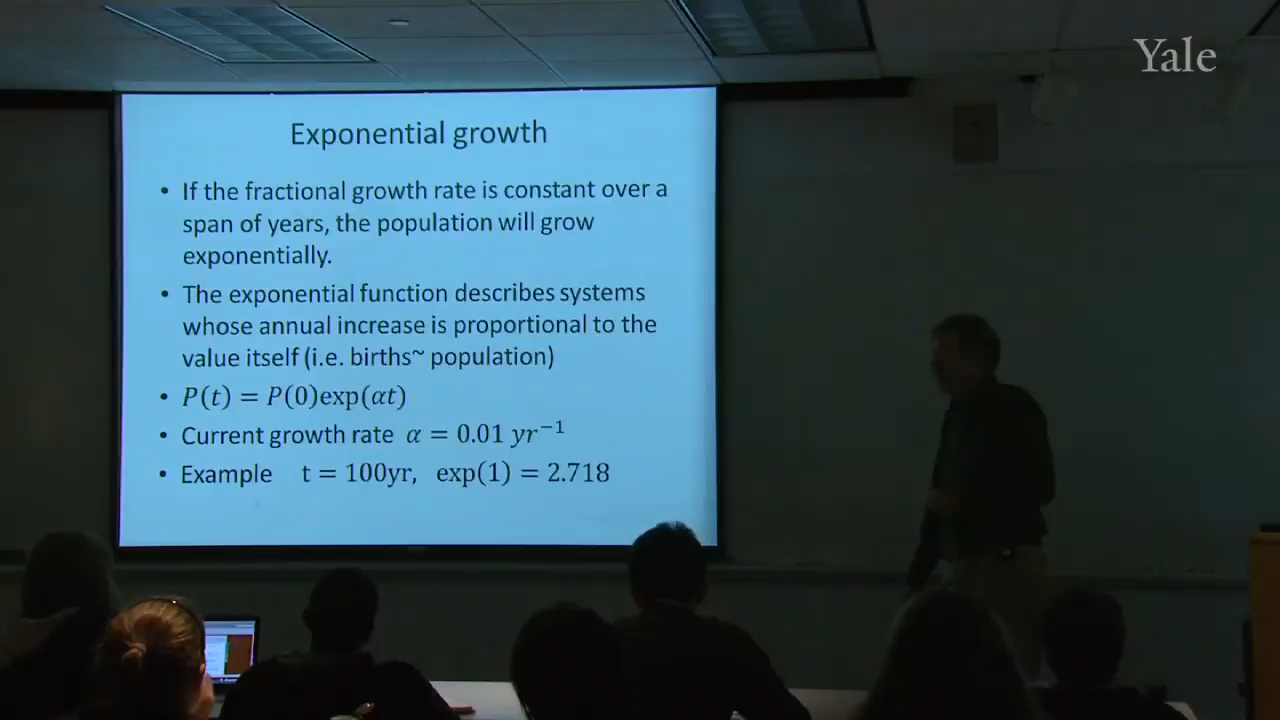 Yale
Exponential growth
• If the fractional growth rate is constant over a
span of years, the population will grow
exponentially.
• The exponential function describes systems
whose annual increase is proportional to the
value itself (i.e. births~ population)
• P(t) = P(0)exp(αt)
• Current growth rate α = 0.01 yr⁻¹
• Example t = 100yr, exp(1) = 2.718